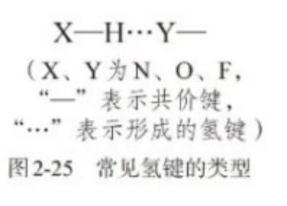 X—H…Y—
（X、Y为N、O、F，
“—”表示共价键，
“…”表示形成的氢键）
图2-25 常见氢键的类型